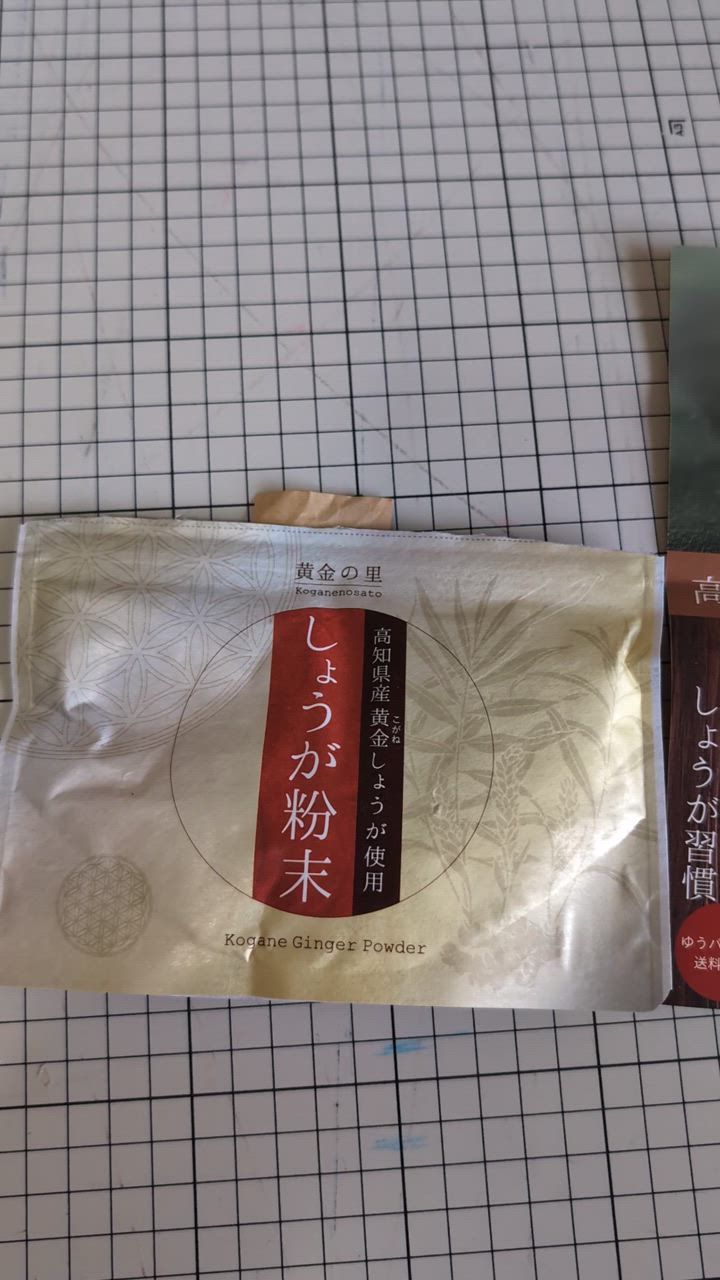 A3
黄金の里
Koganenosato
しょうが粉末
高知県産黄金しょうが使用
こがね
Kogane Ginger Powder
高
しょうが習慣
ゆうパ
送料